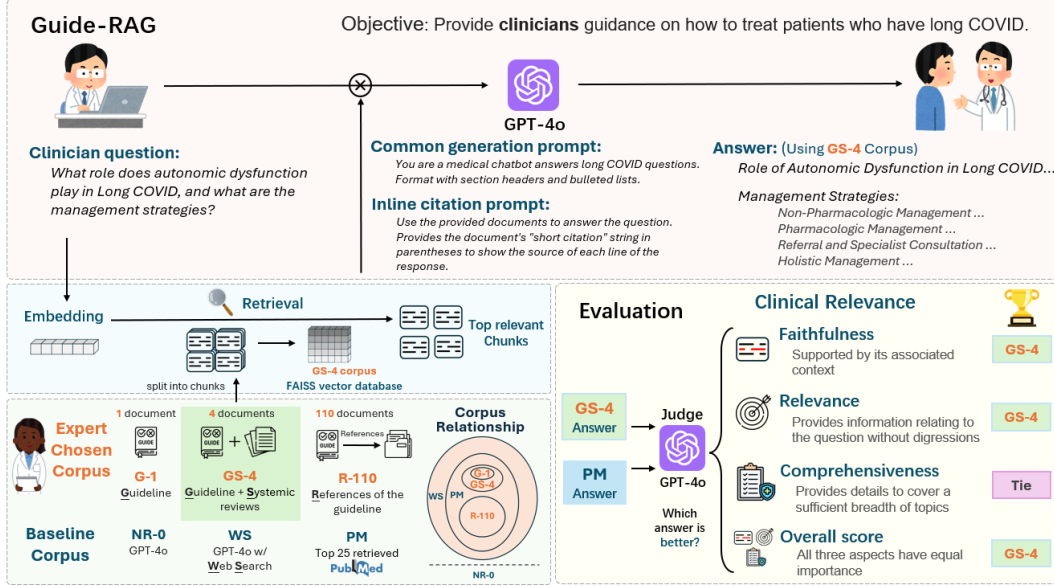 Guide-RAG
Objective: Provide clinicians guidance on how to treat patients who have long COVID.
GPT-4o
Clinician question:
What role does autonomic dysfunction
play in Long COVID, and what are the
management strategies?
Common generation prompt:
You are a medical chatbot answers long COVID questions.
Format with section headers and bulleted lists.
Inline citation prompt:
Use the provided documents to answer the question.
Provides the document's "short citation" string in
parentheses to show the source of each line of the
response.
Answer: (Using GS-4 Corpus)
Role of Autonomic Dysfunction in Long COVID...
Management Strategies:
Non-Pharmacologic Management ...
Pharmacologic Management ...
Referral and Specialist Consultation ...
Holistic Management ...
Embedding
Retrieval
Top relevant
Chunks
split into chunks
GS-4 corpus
FAISS vector database
Expert
Chosen
Corpus
1 document
GUIDE
G-1
Guideline
4 documents
GUIDE
GS-4
Guideline + Systemic
reviews
110 documents
GUIDE
References
R-110
References of the
guideline
Baseline
Corpus
NR-0
GPT-4o
WS
GPT-4o w/
Web Search
PM
Top 25 retrieved
PubMed
Corpus
Relationship
WS
PM
G-1
GS-4
R-110
NR-0
Evaluation
GS-4
Answer
PM
Answer
Judge
GPT-4o
Which
answer is
better?
Clinical Relevance
Faithfulness
Supported by its associated
context
GS-4
Relevance
Provides information relating to
the question without digressions
GS-4
Comprehensiveness
Provides details to cover a
sufficient breadth of topics
Tie
Overall score
All three aspects have equal
importance
GS-4